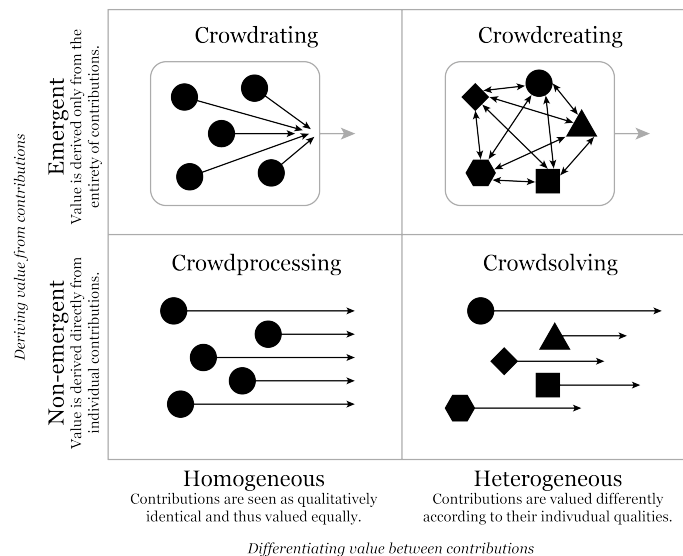 Crowdrating
Crowdcreating
Deriving value from contributions
Emergent
Value is derived only from the
entirety of contributions.
Crowdprocessing
Crowdsolving
Non-emergent
Value is derived directly from
individual contributions.
Homogeneous
Contributions are seen as qualitatively
identical and thus valued equally.
Heterogeneous
Contributions are valued differently
according to their indivudual qualities.
Differentiating value between contributions